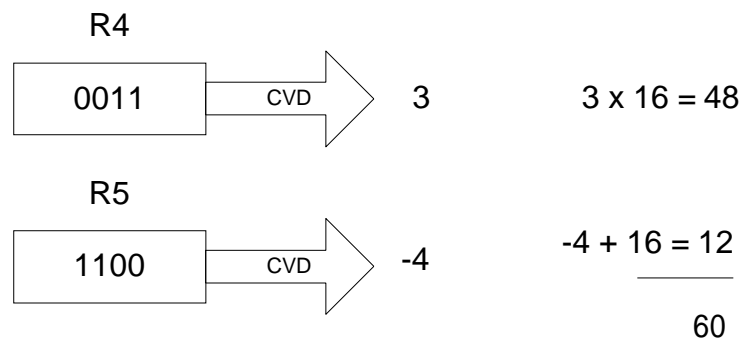 R4
0011 CVD 3 3 x 16 = 48
R5
1100 CVD -4 -4 + 16 = 12
60